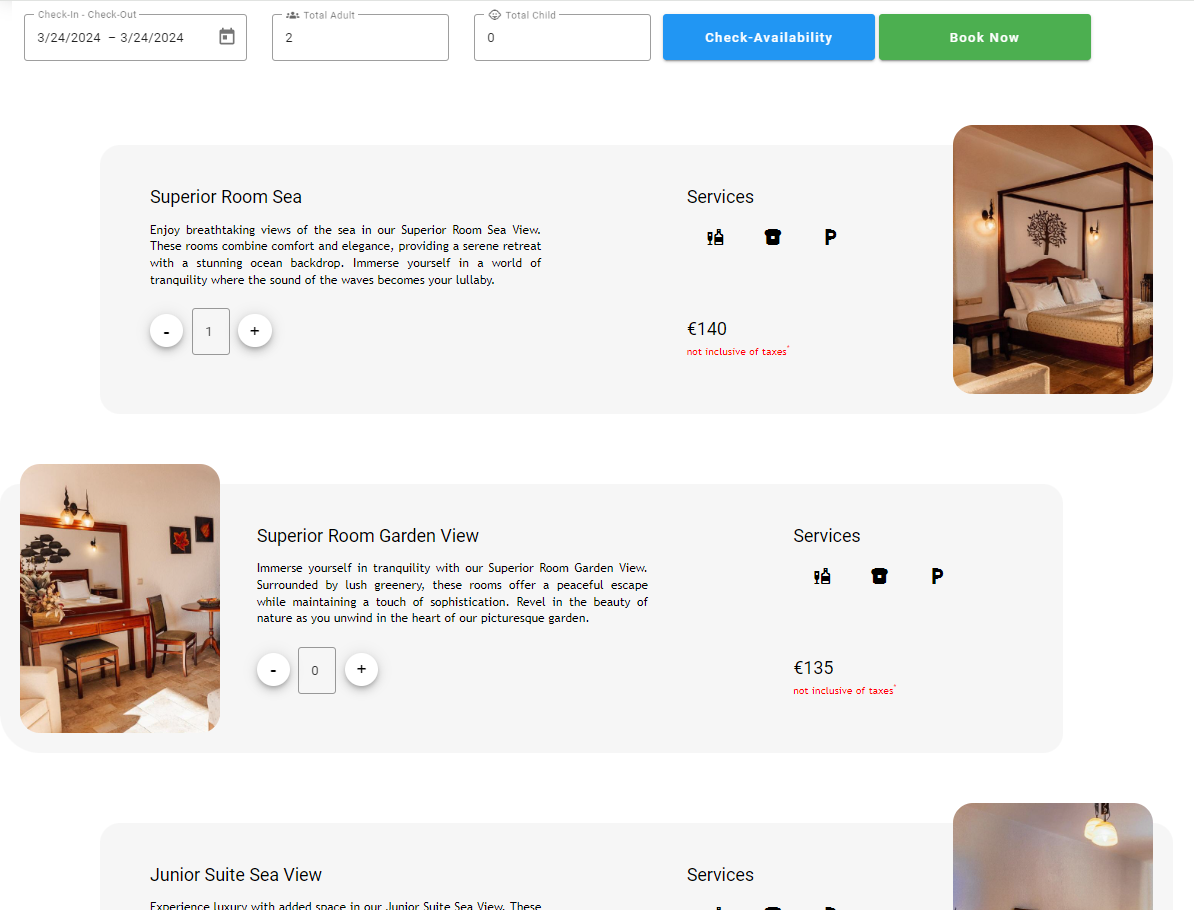 Check-In - Check-Out
3/24/2024 – 3/24/2024
Total Adult
2
Total Child
0
Check-Availability
Book Now
Superior Room Sea
Enjoy breathtaking views of the sea in our Superior Room Sea View.
These rooms combine comfort and elegance, providing a serene retreat
with a stunning ocean backdrop. Immerse yourself in a world of
tranquility where the sound of the waves becomes your lullaby.
-
1
+
Services
P
€140
not inclusive of taxes*
Superior Room Garden View
Immerse yourself in tranquility with our Superior Room Garden View.
Surrounded by lush greenery, these rooms offer a peaceful escape
while maintaining a touch of sophistication. Revel in the beauty of
nature as you unwind in the heart of our picturesque garden.
-
0
+
Services
P
€135
not inclusive of taxes*
Junior Suite Sea View
Experience luxury with added space in our Junior Suite Sea View. These
Services